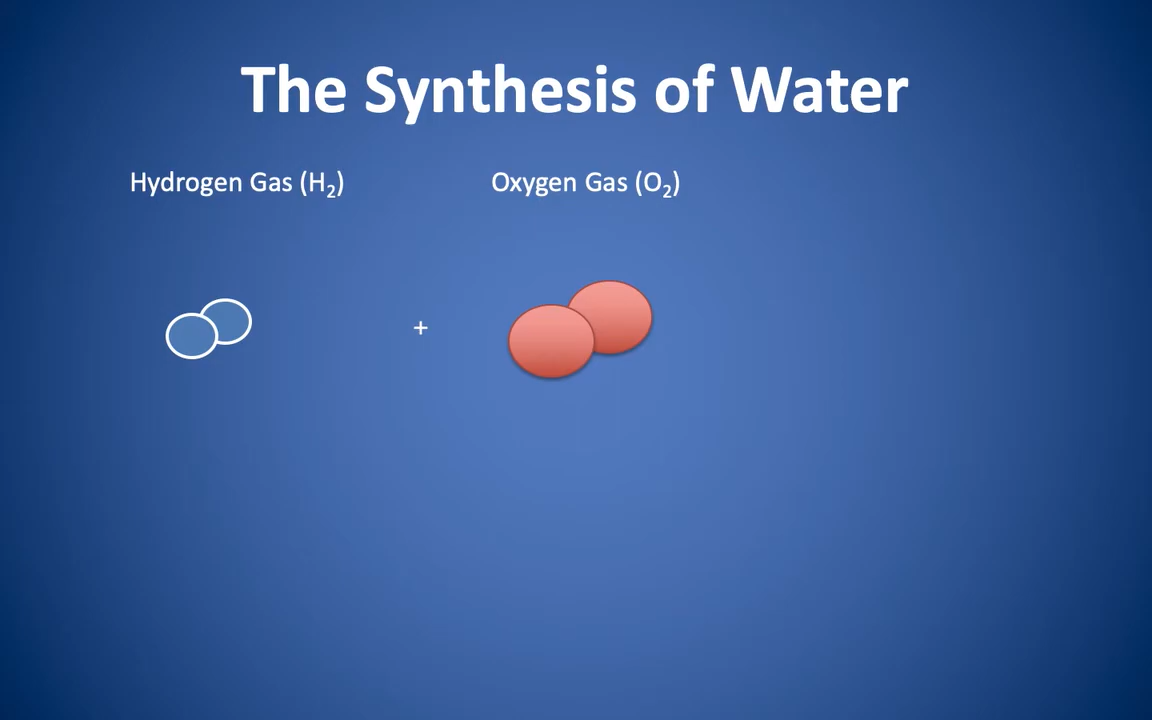 The Synthesis of Water
Hydrogen Gas (H₂) Oxygen Gas (O₂)
+